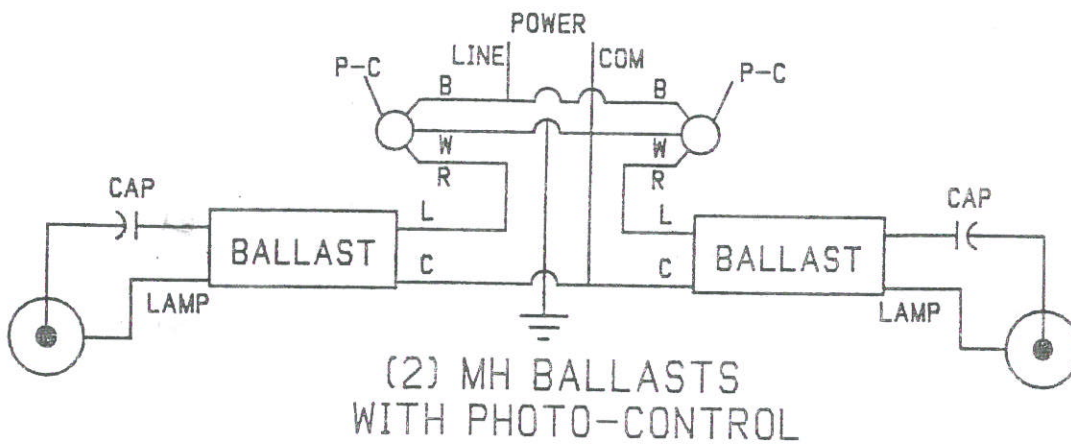 POWER
LINE
COM
P-C
P-C
B
B
W
W
R
R
CAP
CAP
L
L
BALLAST
BALLAST
C
C
LAMP
LAMP
(2) MH BALLASTS
WITH PHOTO-CONTROL